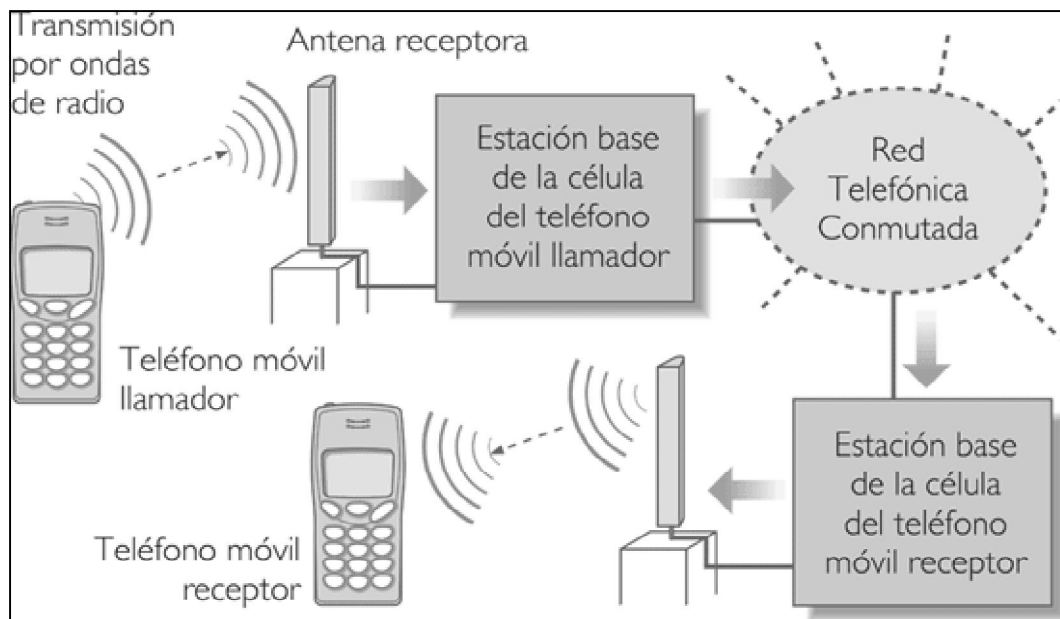 Transmisión
por ondas
de radio
Antena receptora
Estación base
de la célula
del teléfono
móvil llamador
Red
Telefónica
Conmutada
Teléfono móvil
llamador
Teléfono móvil
receptor
Estación base
de la célula
del teléfono
móvil receptor